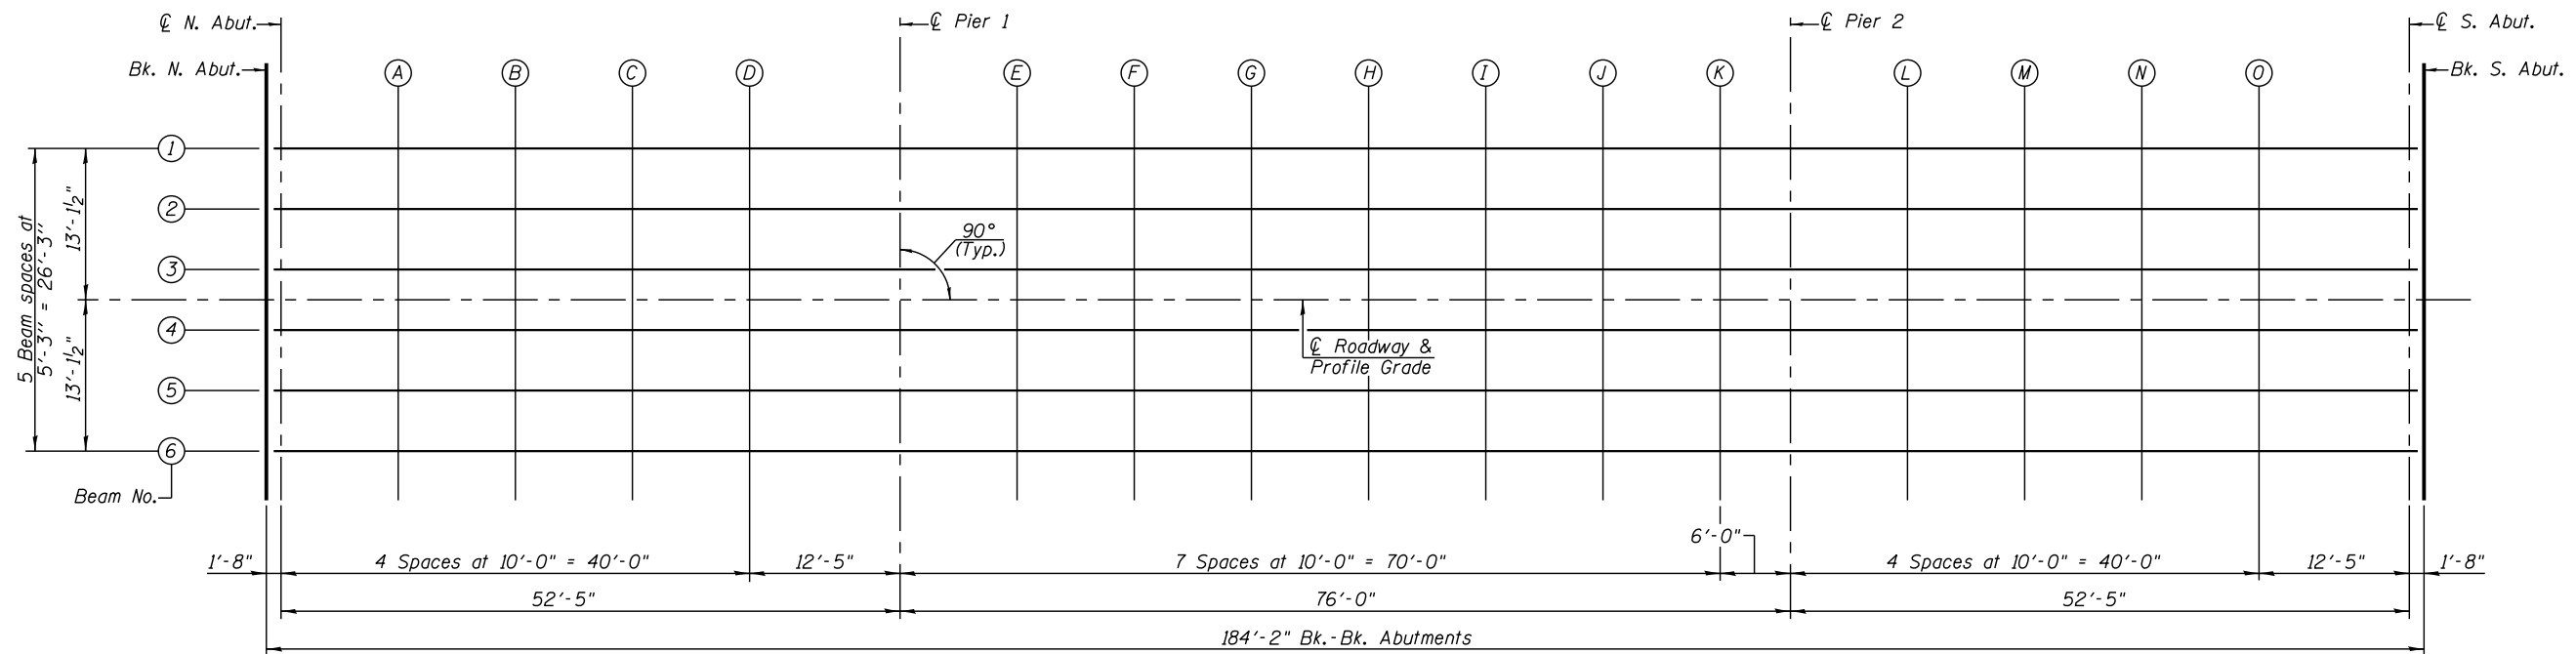 ℄ N. Abut.
℄ Pier 1
℄ Pier 2
℄ S. Abut.
Bk. N. Abut.
A
B
C
D
E
F
G
H
I
J
K
L
M
N
O
Bk. S. Abut.
1
2
3
4
5
6
5 Beam spaces at
5'-3'' = 26'-3''
13'-1½"
13'-1½"
90°
(Typ.)
℄ Roadway &
Profile Grade
Beam No.
6'-0"
1'-8"
4 Spaces at 10'-0" = 40'-0"
12'-5"
7 Spaces at 10'-0" = 70'-0"
4 Spaces at 10'-0" = 40'-0"
12'-5"
1'-8"
52'-5"
76'-0"
52'-5"
184'-2" Bk.-Bk. Abutments